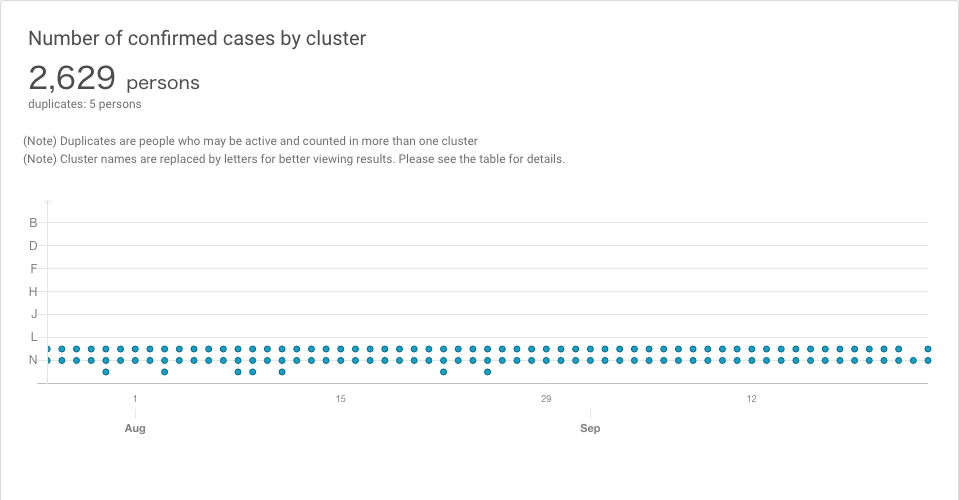 Number of confirmed cases by cluster
2,629 persons
duplicates: 5 persons
(Note) Duplicates are people who may be active and counted in more than one cluster
(Note) Cluster names are replaced by letters for better viewing results. Please see the table for details.
B
D
F
H
J
L
N
1 15 29 12
Aug Sep